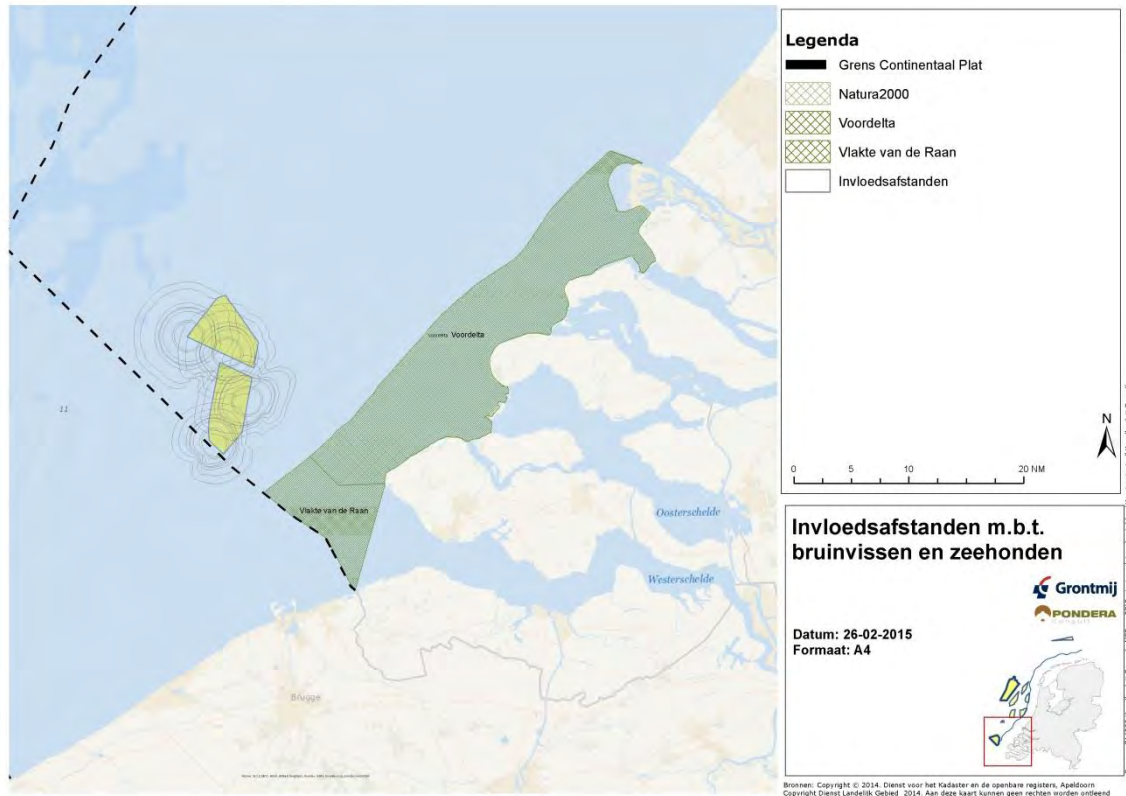 Voordelta
Vlakte van de Raan
11
Oosterschelde
Westerschelde
Brugge
Legenda
Grens Continentaal Plat
Natura2000
Voordelta
Vlakte van de Raan
Invloedsafstanden
N
0 5 10 20 NM
Invloedsafstanden m.b.t.
bruinvissen en zeehonden
Grontmij
PONDERA
Datum: 26-02-2015
Formaat: A4
Bronnen: Copyright © 2014. Dienst voor het Kadaster en de openbare registers, Apeldoorn
Copyright Dienst Landelijk Gebied 2014. Aan deze kaart kunnen geen rechten worden ontleend